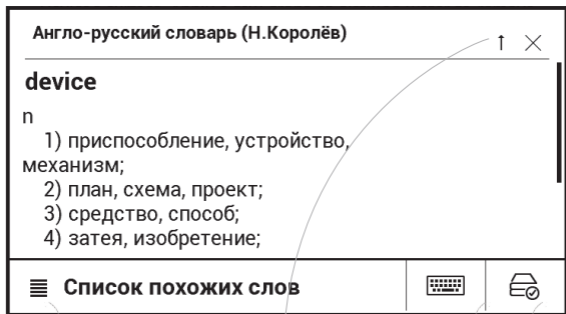 Англо-русский словарь (Н.Королёв)
device
n
1) приспособление, устройство,
механизм;
2) план, схема, проект;
3) средство, способ;
4) затея, изобретение;
Список похожих слов